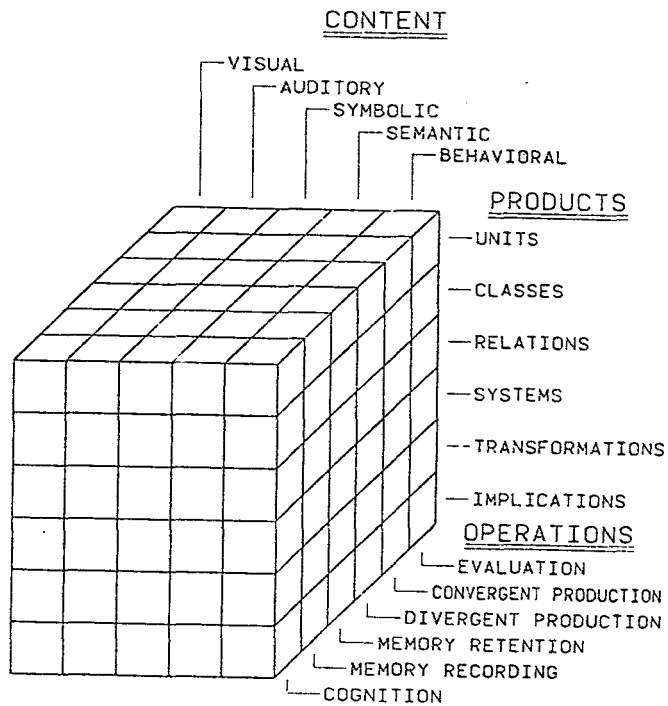 CONTENT
VISUAL
AUDITORY
SYMBOLIC
SEMANTIC
BEHAVIORAL
PRODUCTS
UNITS
CLASSES
RELATIONS
SYSTEMS
TRANSFORMATIONS
IMPLICATIONS
OPERATIONS
EVALUATION
CONVERGENT PRODUCTION
DIVERGENT PRODUCTION
MEMORY RETENTION
MEMORY RECORDING
COGNITION